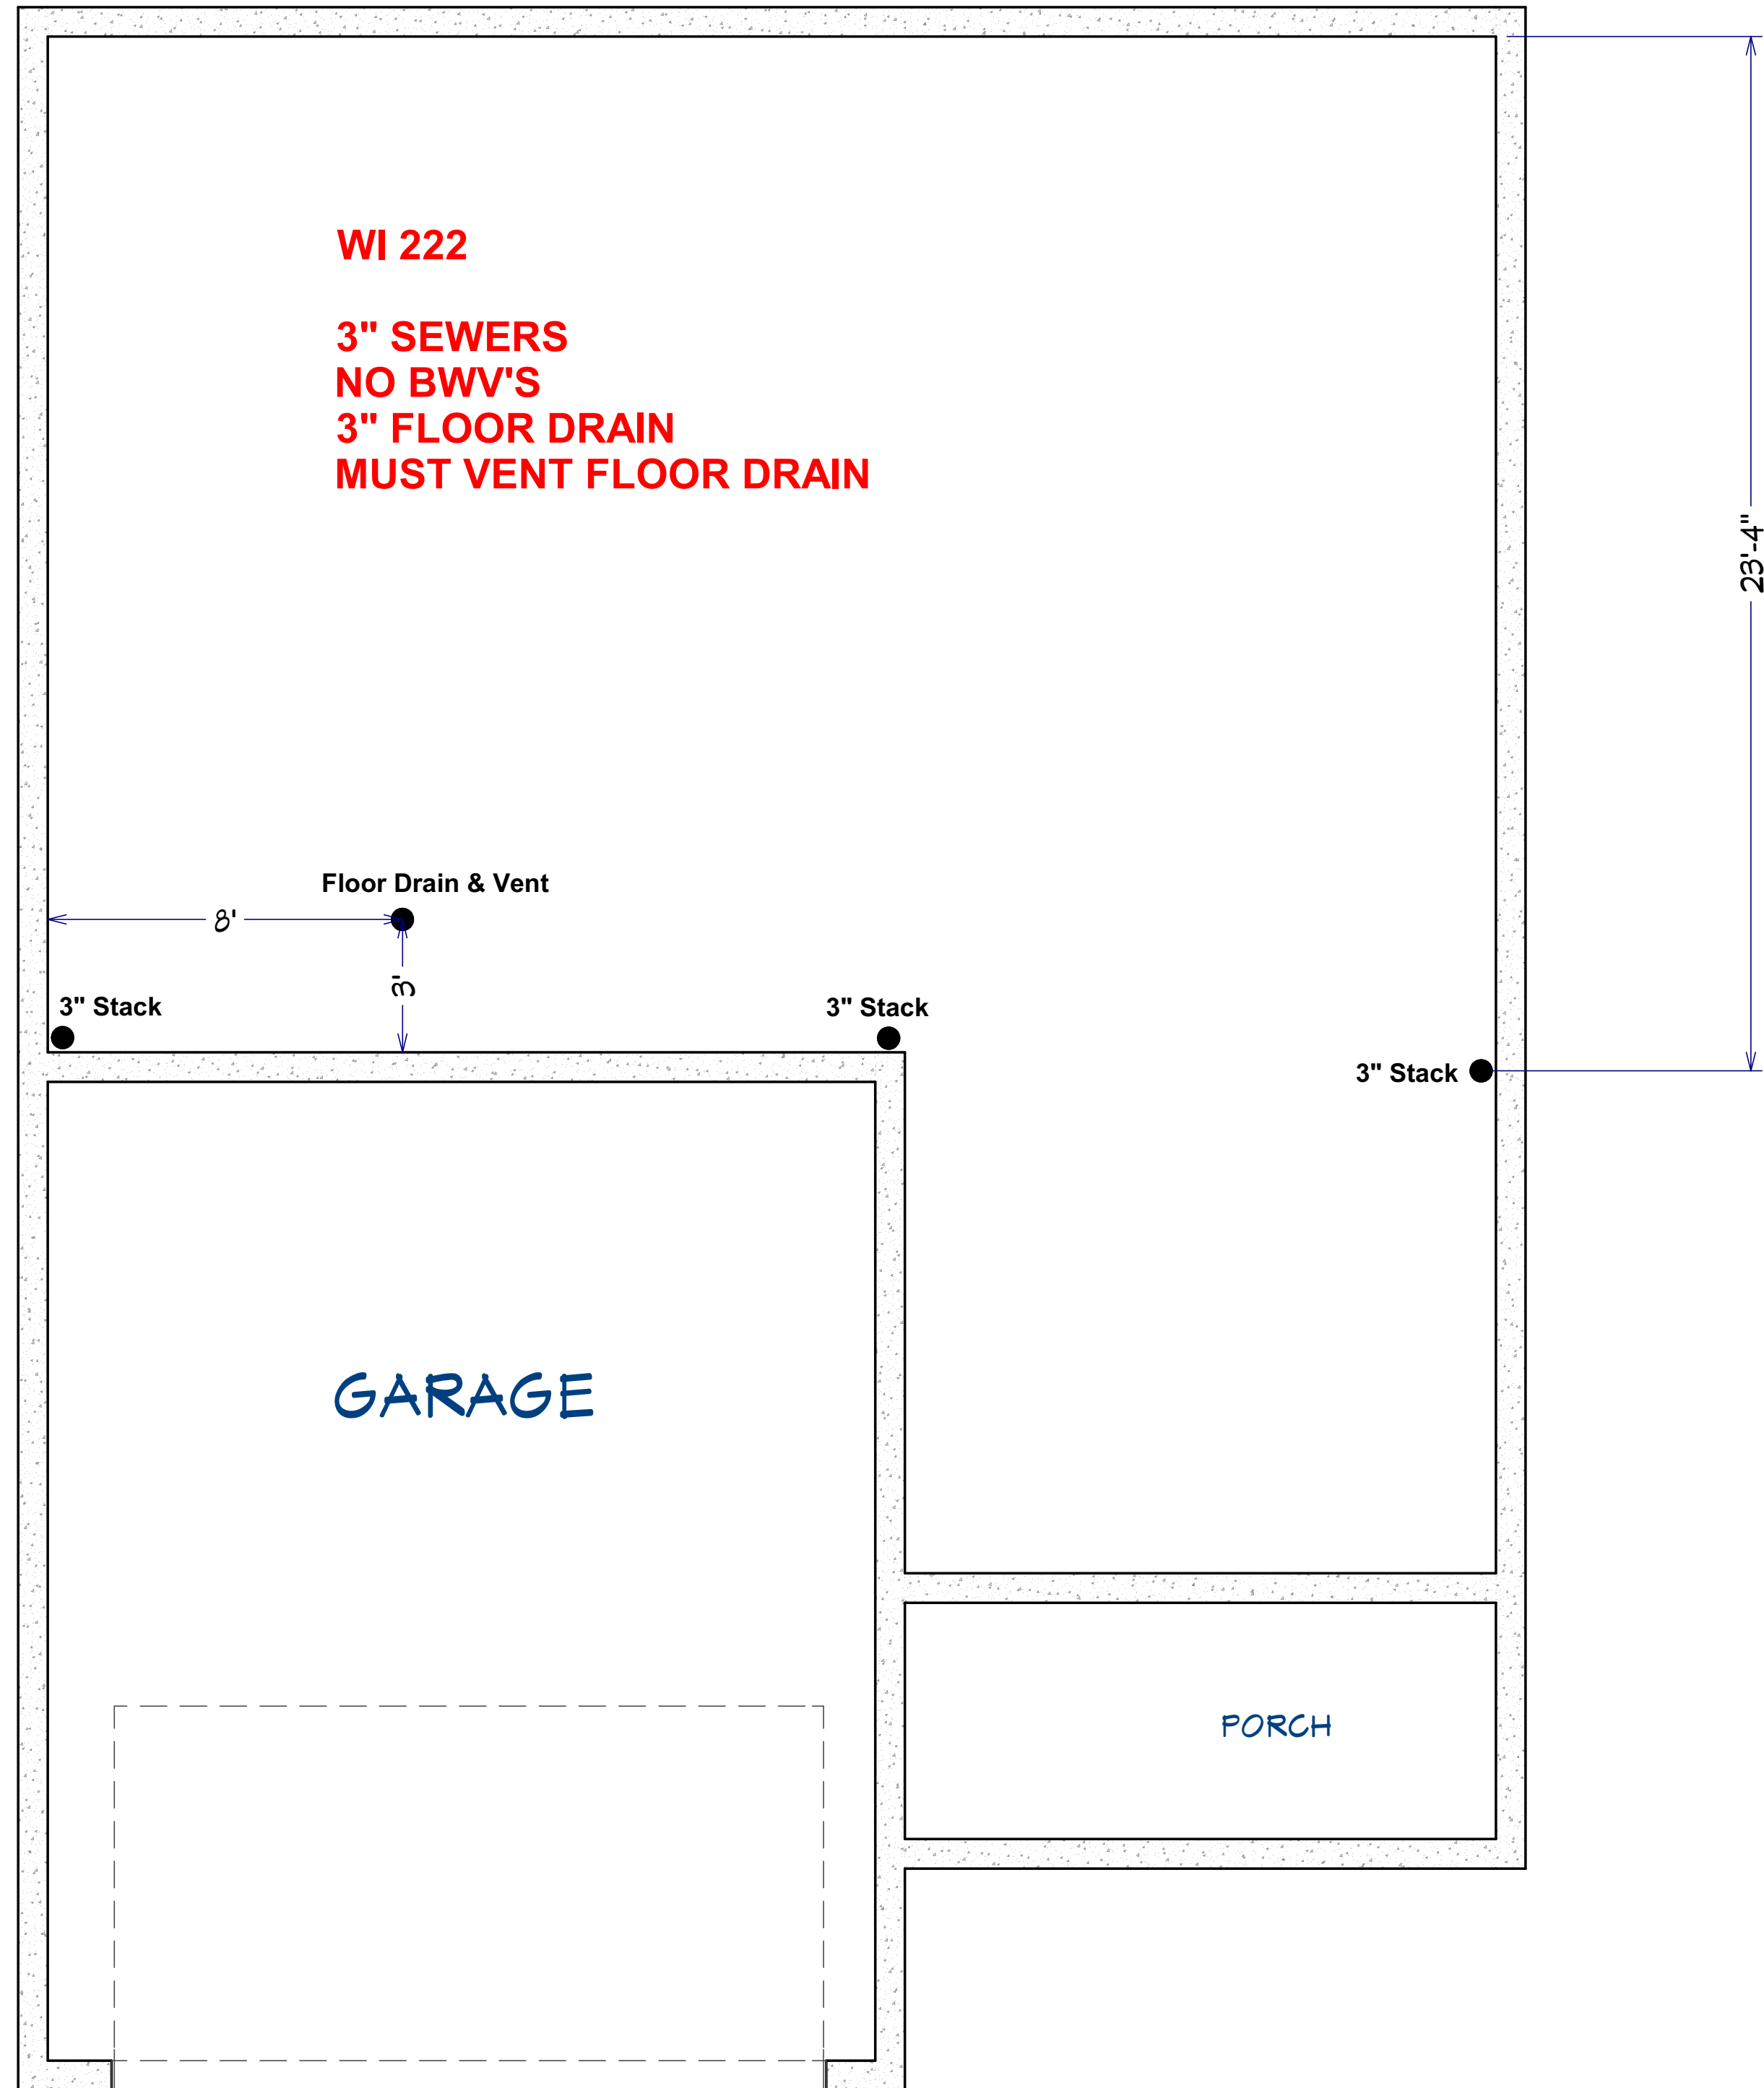 WI 222
3" SEWERS
NO BWV'S
3" FLOOR DRAIN
MUST VENT FLOOR DRAIN
23'-4"
Floor Drain & Vent
8'
3'
3" Stack
3" Stack
3" Stack
GARAGE
PORCH